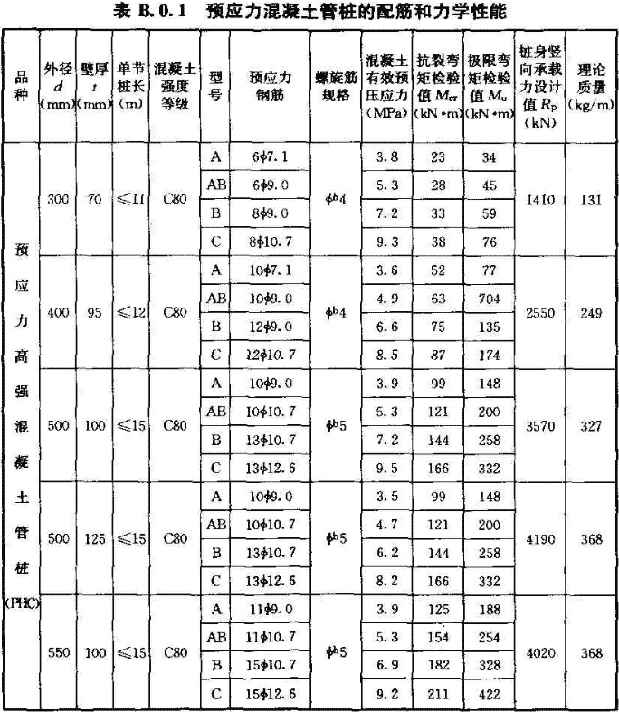 表 B.0.1 预应力混凝土管桩的配筋和力学性能
品种 外径 d (mm) 壁厚 t (mm) 单节桩长 (m) 混凝土强度等级 型号 预应力钢筋 螺旋筋规格 混凝土有效预压应力 (MPa) 抗裂弯矩检验值 Mcr (kN•m) 极限弯矩检验值 Mu (kN•m) 桩身竖向承载力设计值 Rp (kN) 理论质量 (kg/m)
预应力高强混凝土管桩 (PHC)
300 70 ≤11 C80 A 6ϕ7.1 ϕb4 3.8 23 34 1410 131
AB 6ϕ9.0 5.3 28 45
B 8ϕ9.0 7.2 33 59
C 8ϕ10.7 9.3 38 76
400 95 ≤12 C80 A 10ϕ7.1 ϕb4 3.6 52 77 2550 249
AB 10ϕ9.0 4.9 63 704
B 12ϕ9.0 6.6 75 135
C 12ϕ10.7 8.5 87 174
500 100 ≤15 C80 A 10ϕ9.0 ϕb5 3.9 99 148 3570 327
AB 10ϕ10.7 5.3 121 200
B 13ϕ10.7 7.2 144 258
C 13ϕ12.6 9.5 166 332
500 125 ≤15 C80 A 10ϕ9.0 ϕb5 3.5 99 148 4190 368
AB 10ϕ10.7 4.7 121 200
B 13ϕ10.7 6.2 144 258
C 13ϕ12.6 8.2 166 332
550 100 ≤15 C80 A 11ϕ9.0 ϕb5 3.9 125 188 4020 368
AB 11ϕ10.7 5.3 154 254
B 15ϕ10.7 6.9 182 328
C 15ϕ12.6 9.2 211 422